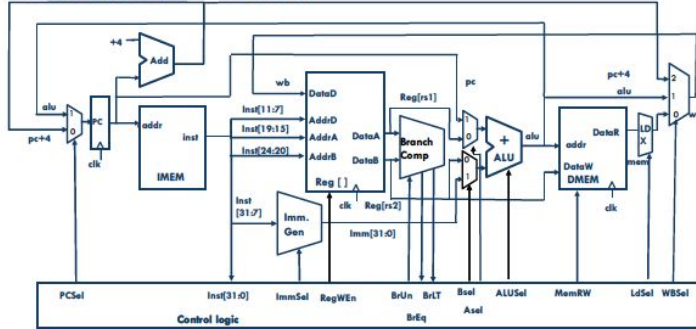 +4
Add
pc+4
2
alu
1
0
wb
pc
alu
1
0
pc+4
PC
clk
addr
inst
IMEM
Inst[11:7]
Inst[19:15]
Inst[24:20]
DataD
AddrD
AddrA
AddrB
DataA
DataB
Reg [ ]
clk
Reg[rs1]
Reg[rs2]
Branch
Comp
1
0
0
1
+
ALU
alu
addr
DataR
DataW
DMEM
clk
LD
X
mem
Inst
[31:7]
Imm.
Gen
Imm[31:0]
PCSel
Inst[31:0]
ImmSel
RegWEn
BrUn
BrEq
BrLT
Bsel
Asel
ALUSel
MemRW
LdSel
WBSel
Control logic